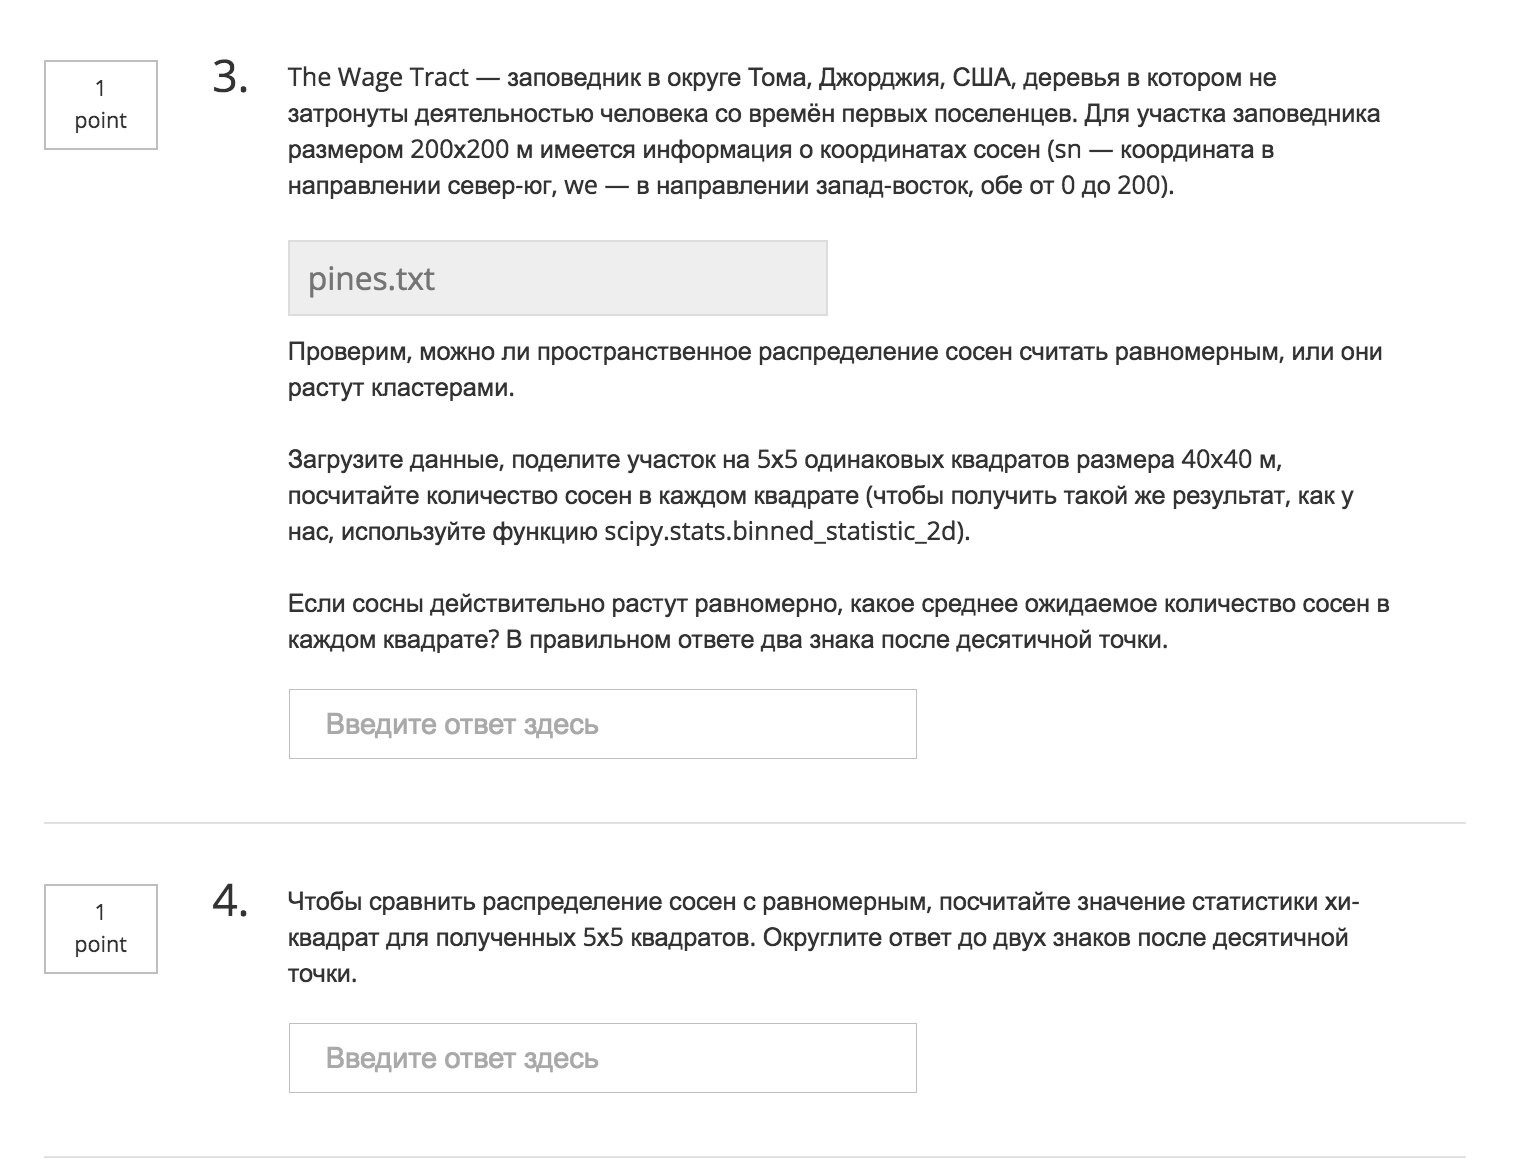 1
point
3.
The Wage Tract — заповедник в округе Тома, Джорджия, США, деревья в котором не
затронуты деятельностью человека со времён первых поселенцев. Для участка заповедника
размером 200x200 м имеется информация о координатах сосен (sn — координата в
направлении север-юг, we — в направлении запад-восток, обе от 0 до 200).
pines.txt
Проверим, можно ли пространственное распределение сосен считать равномерным, или они
растут кластерами.
Загрузите данные, поделите участок на 5x5 одинаковых квадратов размера 40x40 м,
посчитайте количество сосен в каждом квадрате (чтобы получить такой же результат, как у
нас, используйте функцию scipy.stats.binned_statistic_2d).
Если сосны действительно растут равномерно, какое среднее ожидаемое количество сосен в
каждом квадрате? В правильном ответе два знака после десятичной точки.
Введите ответ здесь
1
point
4.
Чтобы сравнить распределение сосен с равномерным, посчитайте значение статистики хи-
квадрат для полученных 5x5 квадратов. Округлите ответ до двух знаков после десятичной
точки.
Введите ответ здесь